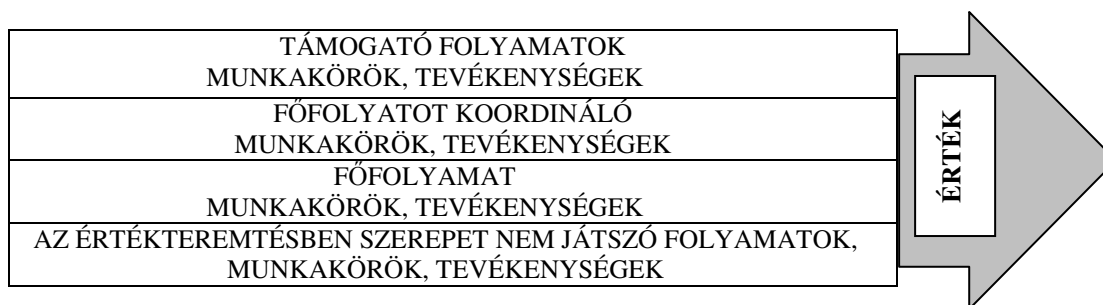 TÁMOGATÓ FOLYAMATOK
MUNKAKÖRÖK, TEVÉKENYSÉGEK
FŐFOLYATOT KOORDINÁLÓ
MUNKAKÖRÖK, TEVÉKENYSÉGEK
FŐFOLYAMAT
MUNKAKÖRÖK, TEVÉKENYSÉGEK
AZ ÉRTÉKTEREMTÉSBEN SZEREPET NEM JÁTSZÓ FOLYAMATOK,
MUNKAKÖRÖK, TEVÉKENYSÉGEK
ÉRTÉK